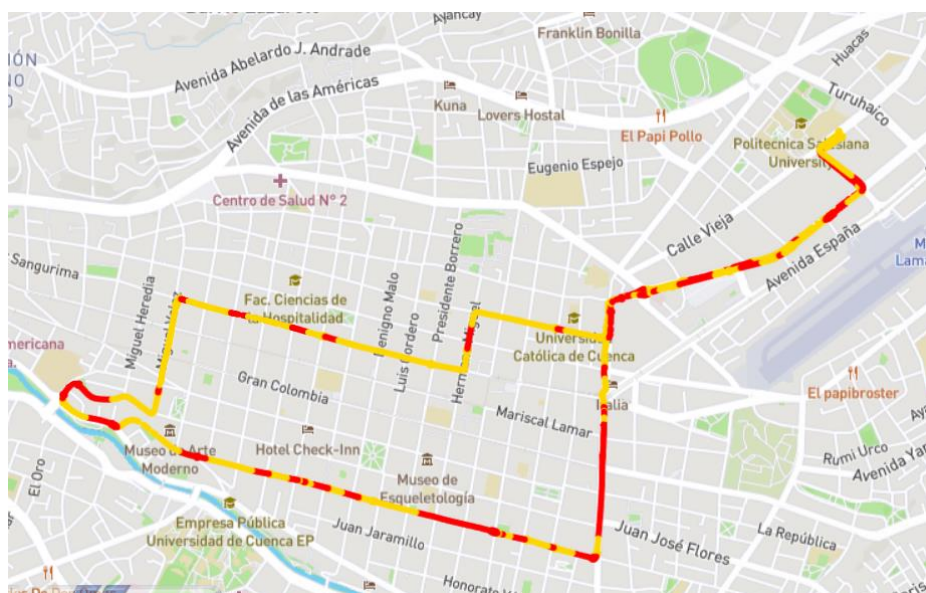 Ayancay
Franklin Bonilla
Huacas
Avenida Abelardo J. Andrade
Avenida de las Américas
Kuna
Lovers Hostal
Turuhaico
El Papi Pollo
Politecnica Salesiana
University
Eugenio Espejo
Centro de Salud N° 2
Calle Vieja
Avenida España
Sangurima
Miguel Heredia
Fac. Ciencias de
la Hospitalidad
Benigno Malo
Luis Cordero
Presidente Borrero
Hermano Miguel
Católica de Cuenca
Gran Colombia
Mariscal Lamar
Italia
El papibroster
Museo de Arte
Moderno
Hotel Check-Inn
Museo de
Esqueletología
Rumi Urco
El Oro
Empresa Pública
Universidad de Cuenca EP
Juan Jaramillo
Juan José Flores
La República